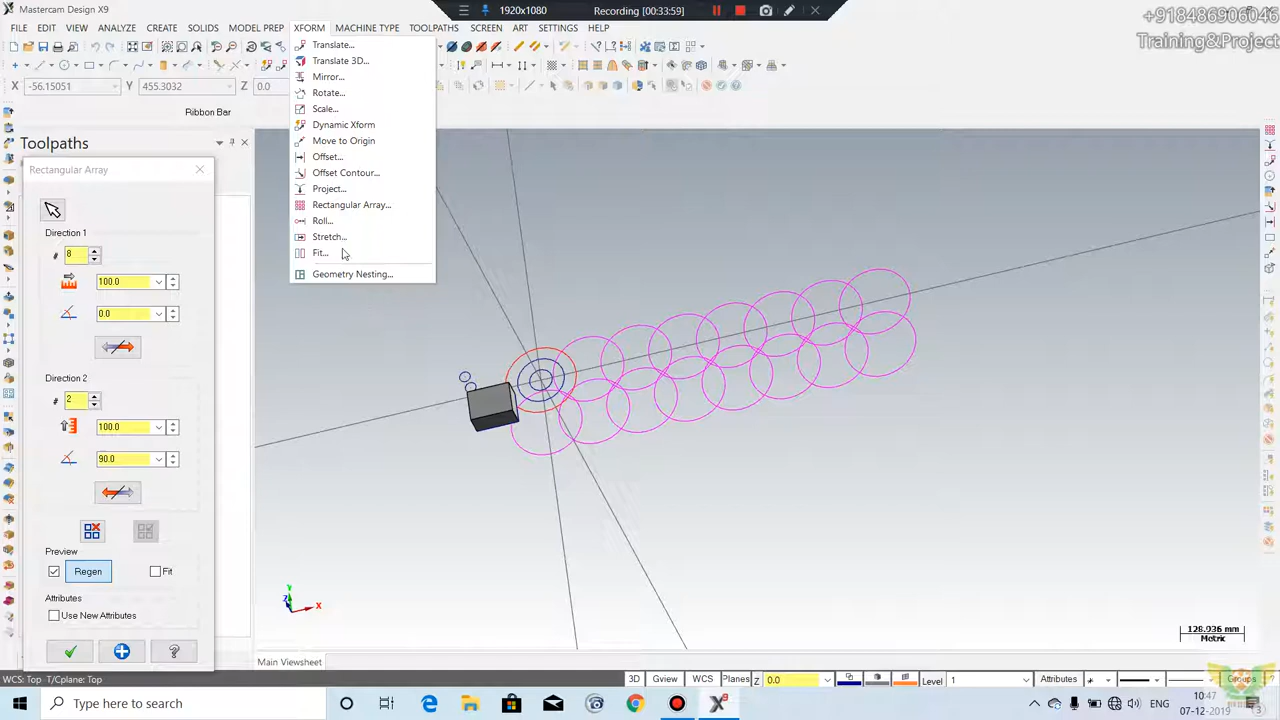 Mastercam Design X9
1920x1080
Recording [00:33:59]
+918486906046
Training&Project
FILE EDIT VIEW ANALYZE CREATE SOLIDS MODEL PREP XFORM MACHINE TYPE TOOLPATHS SCREEN ART SETTINGS HELP
X -56.15051 Y 455.3032 Z 0.0
Ribbon Bar
Translate...
Translate 3D...
Mirror...
Rotate...
Scale...
Dynamic Xform
Move to Origin
Offset...
Offset Contour...
Project...
Rectangular Array...
Roll...
Stretch...
Fit...
Geometry Nesting...
Toolpaths
Rectangular Array
Direction 1
# 8
100.0
0.0
Direction 2
# 2
100.0
90.0
Preview
Regen
Fit
Attributes
Use New Attributes
Y
Z
X
126.936 mm
Metric
Main Viewsheet
WCS: Top T/Cplane: Top
3D Gview WCS Planes Z 0.0 Level 1 Attributes Groups
Type here to search
ENG
10:47
07-12-2019
3